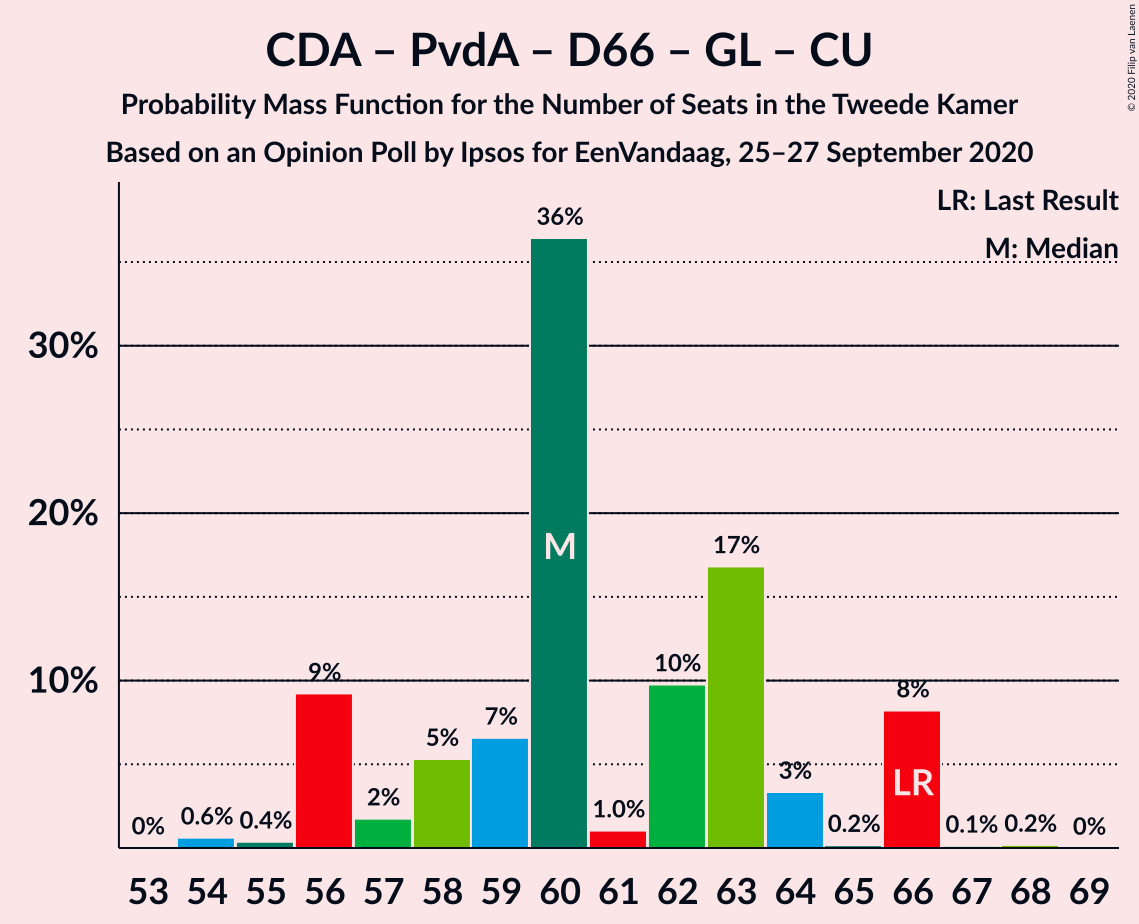 CDA – PvdA – D66 – GL – CU
Probability Mass Function for the Number of Seats in the Tweede Kamer
Based on an Opinion Poll by Ipsos for EenVandaag, 25–27 September 2020
© 2020 Filip van Laenen
LR: Last Result
M: Median
30%
20%
10%
0%
0.6%
0.4%
9%
2%
5%
7%
36%
1.0%
10%
17%
3%
0.2%
8%
0.1%
0.2%
0%
M
LR
53 54 55 56 57 58 59 60 61 62 63 64 65 66 67 68 69